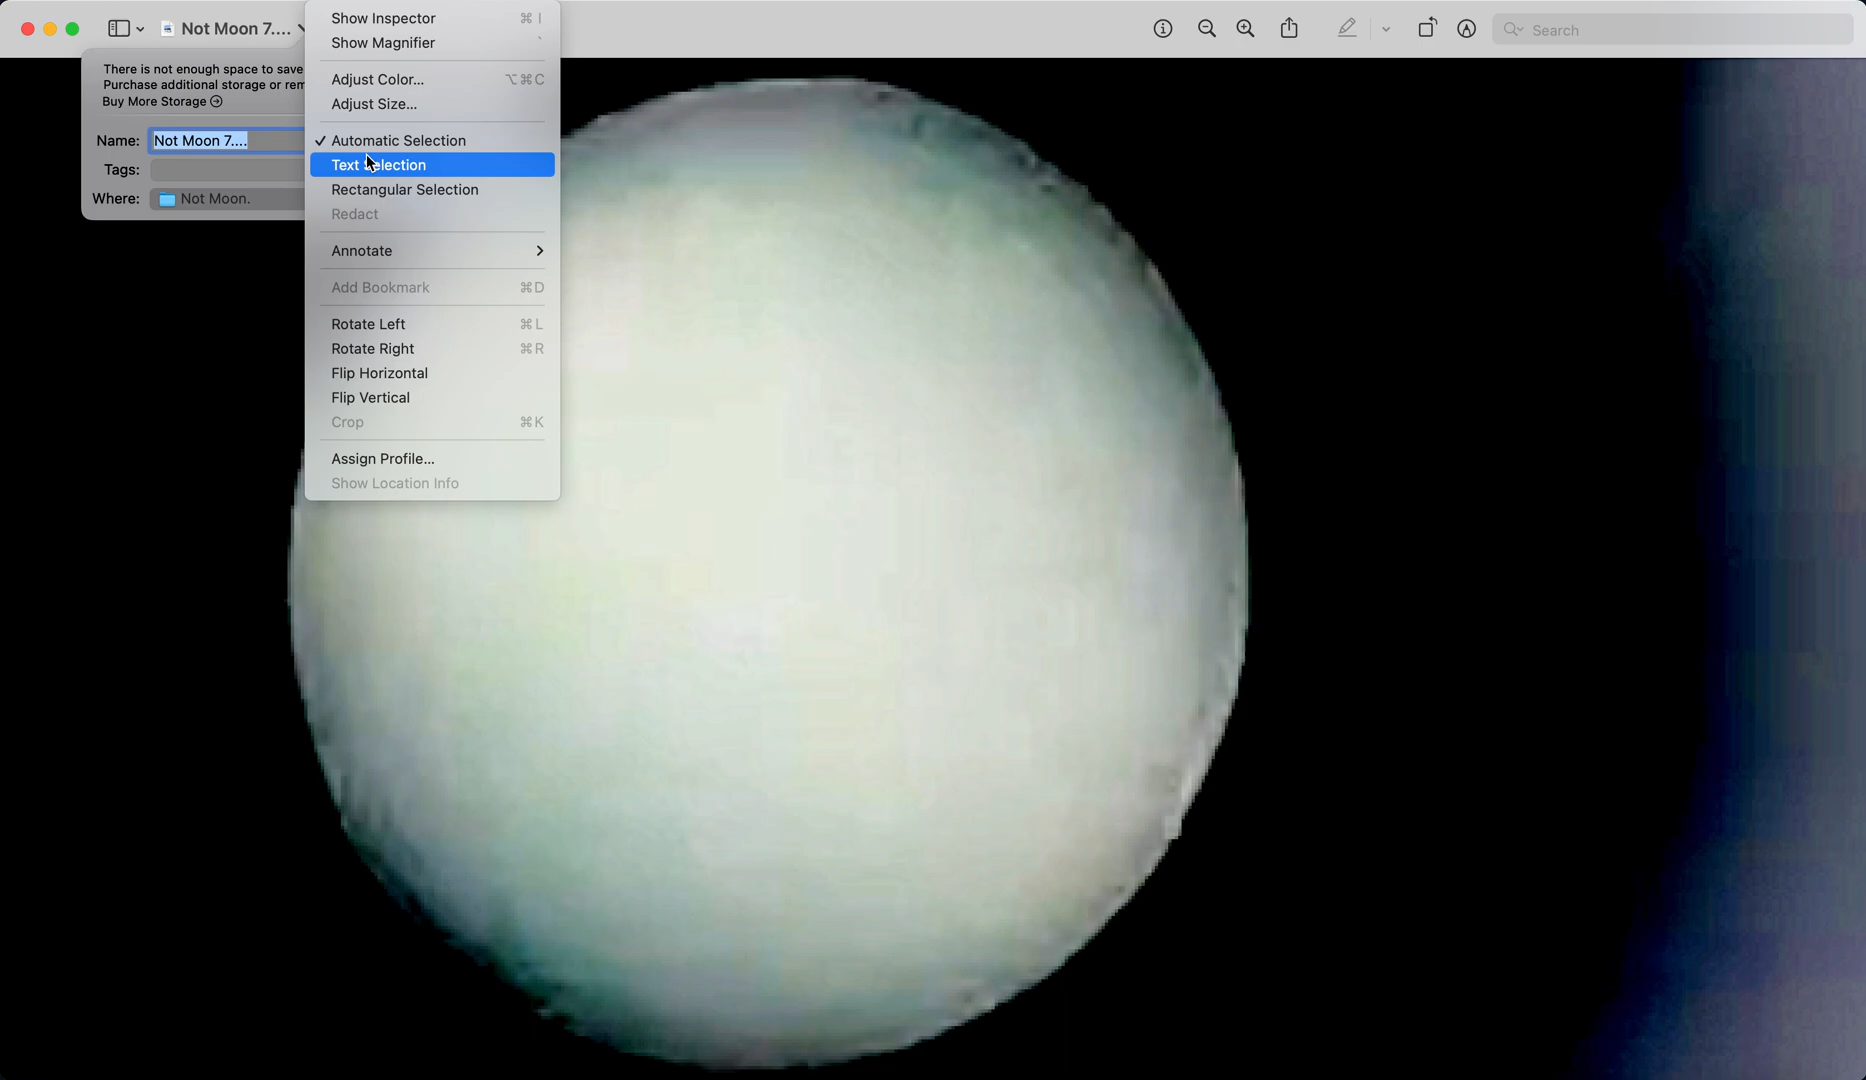 Not Moon 7....
Search
There is not enough space to save
Purchase additional storage or rem
Buy More Storage
Name: Not Moon 7....
Tags:
Where: Not Moon.
Show Inspector ⌘ I
Show Magnifier `
Adjust Color... ⌥⌘C
Adjust Size...
✓ Automatic Selection
Text Selection
Rectangular Selection
Redact
Annotate
Add Bookmark ⌘D
Rotate Left ⌘L
Rotate Right ⌘R
Flip Horizontal
Flip Vertical
Crop ⌘K
Assign Profile...
Show Location Info